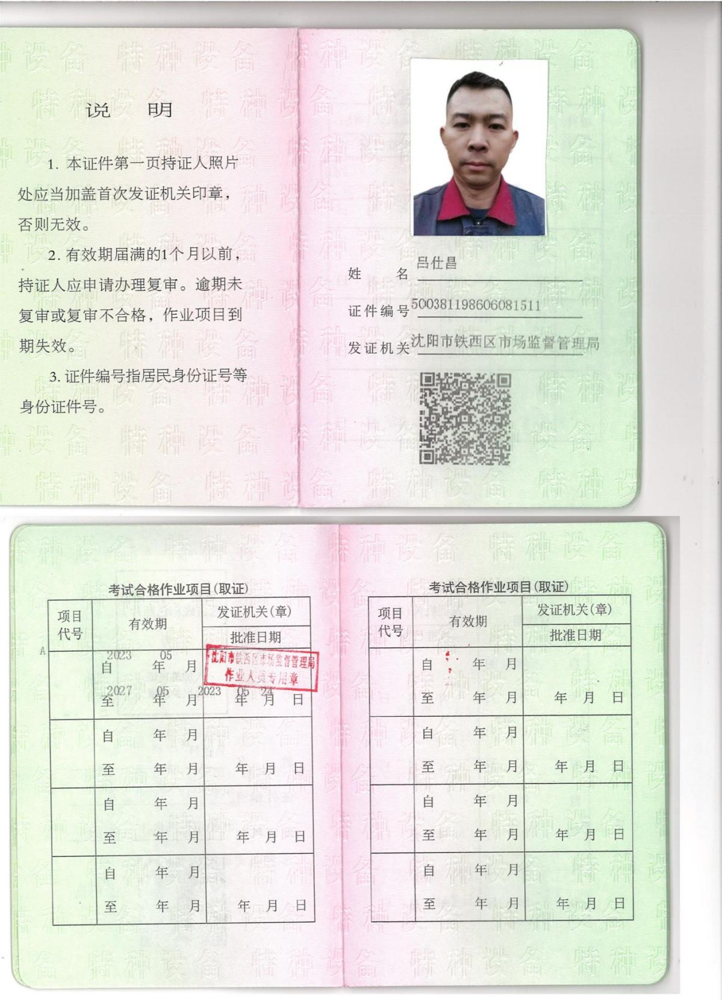 说 明
1. 本证件第一页持证人照片
处应当加盖首次发证机关印章，
否则无效。
2. 有效期届满的1个月以前，
持证人应申请办理复审。逾期未
复审或复审不合格，作业项目到
期失效。
3. 证件编号指居民身份证号等
身份证件号。
姓 名 吕仕昌
证件编号 500381198606081511
发证机关 沈阳市铁西区市场监督管理局
考试合格作业项目(取证)
项目代号 有效期 发证机关(章)
批准日期
A
2023 05
自 年 月
沈阳市铁西区市场监督管理局
作业人员专用章
2027 05 2023 05 24
至 年 月 年 月 日
自 年 月
至 年 月 年 月 日
自 年 月
至 年 月 年 月 日
自 年 月
至 年 月 年 月 日
考试合格作业项目(取证)
项目代号 有效期 发证机关(章)
批准日期
自 年 月
至 年 月 年 月 日
自 年 月
至 年 月 年 月 日
自 年 月
至 年 月 年 月 日
自 年 月
至 年 月 年 月 日